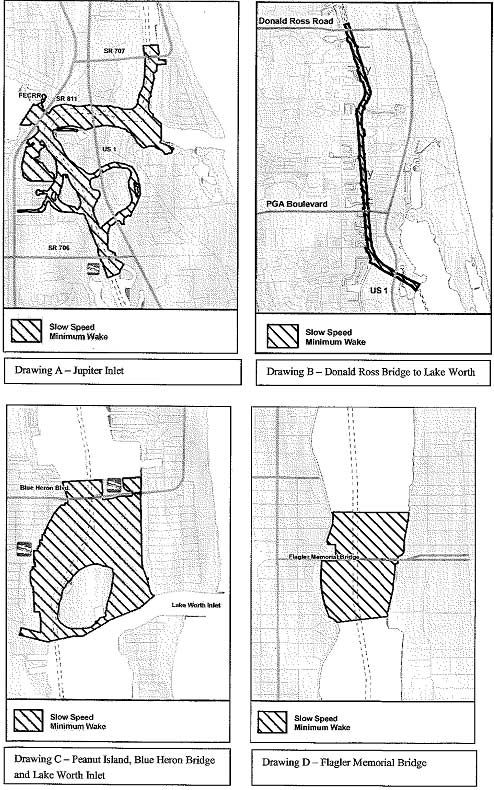 SR 707
FECRR
SR 811
US 1
SR 706
Slow Speed
Minimum Wake
Drawing A – Jupiter Inlet
Donald Ross Road
PGA Boulevard
US 1
Slow Speed
Minimum Wake
Drawing B – Donald Ross Bridge to Lake Worth
Blue Heron Blvd.
Lake Worth Inlet
Slow Speed
Minimum Wake
Drawing C – Peanut Island, Blue Heron Bridge
and Lake Worth Inlet
Flagler Memorial Bridge
Slow Speed
Minimum Wake
Drawing D – Flagler Memorial Bridge